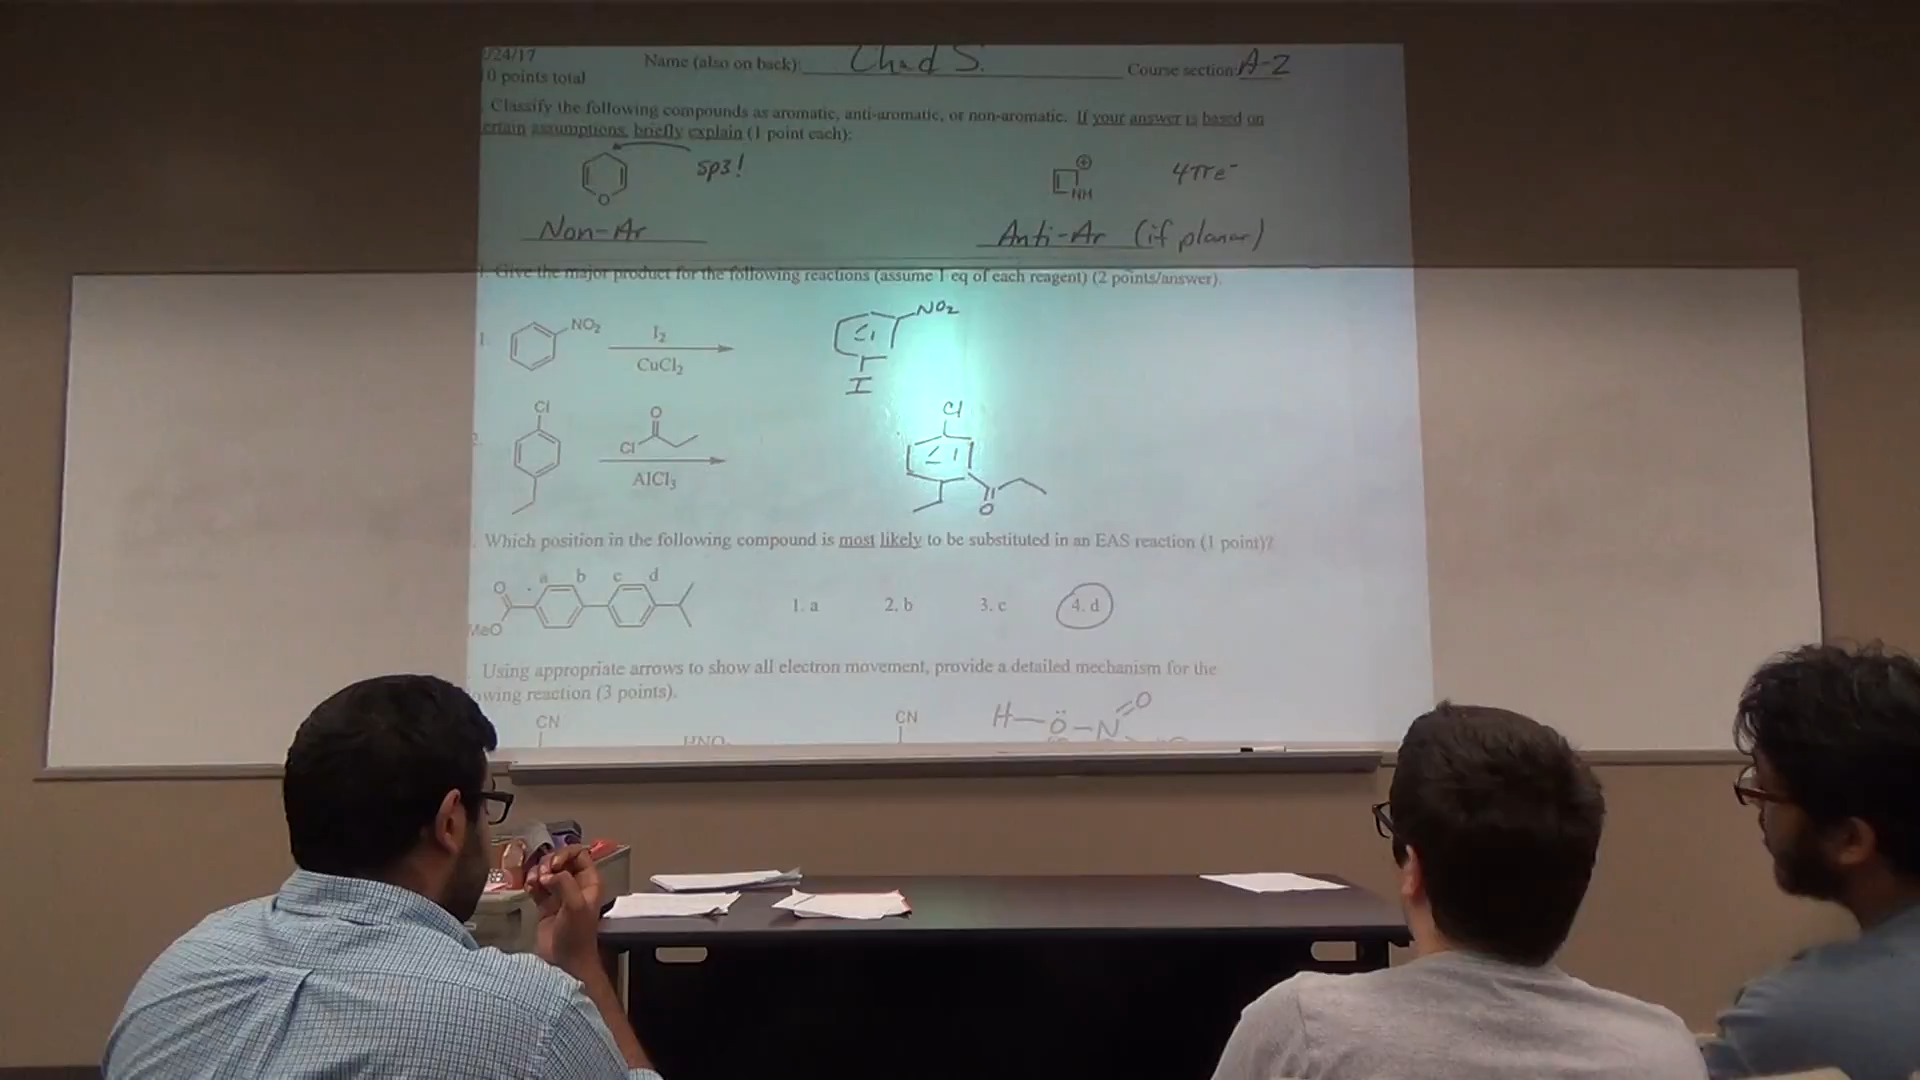 /24/17 Name (also on back): Chad S. Course section: A-2
0 points total
Classify the following compounds as aromatic, anti-aromatic, or non-aromatic. If your answer is based on
ertain assumptions, briefly explain (1 point each):
sp3!
O
⊕
NH
4πe⁻
Non-Ar
Anti-Ar (if planar)
. Give the major product for the following reactions (assume 1 eq of each reagent) (2 points/answer).
1.
NO₂
I₂
CuCl₂
NO₂
I
Cl
O
Cl
AlCl₃
Cl
O
. Which position in the following compound is most likely to be substituted in an EAS reaction (1 point)?
a b c d
O
MeO
1. a 2. b 3. c 4. d
Using appropriate arrows to show all electron movement, provide a detailed mechanism for the
owing reaction (3 points).
CN
CN
H—Ö—N=O